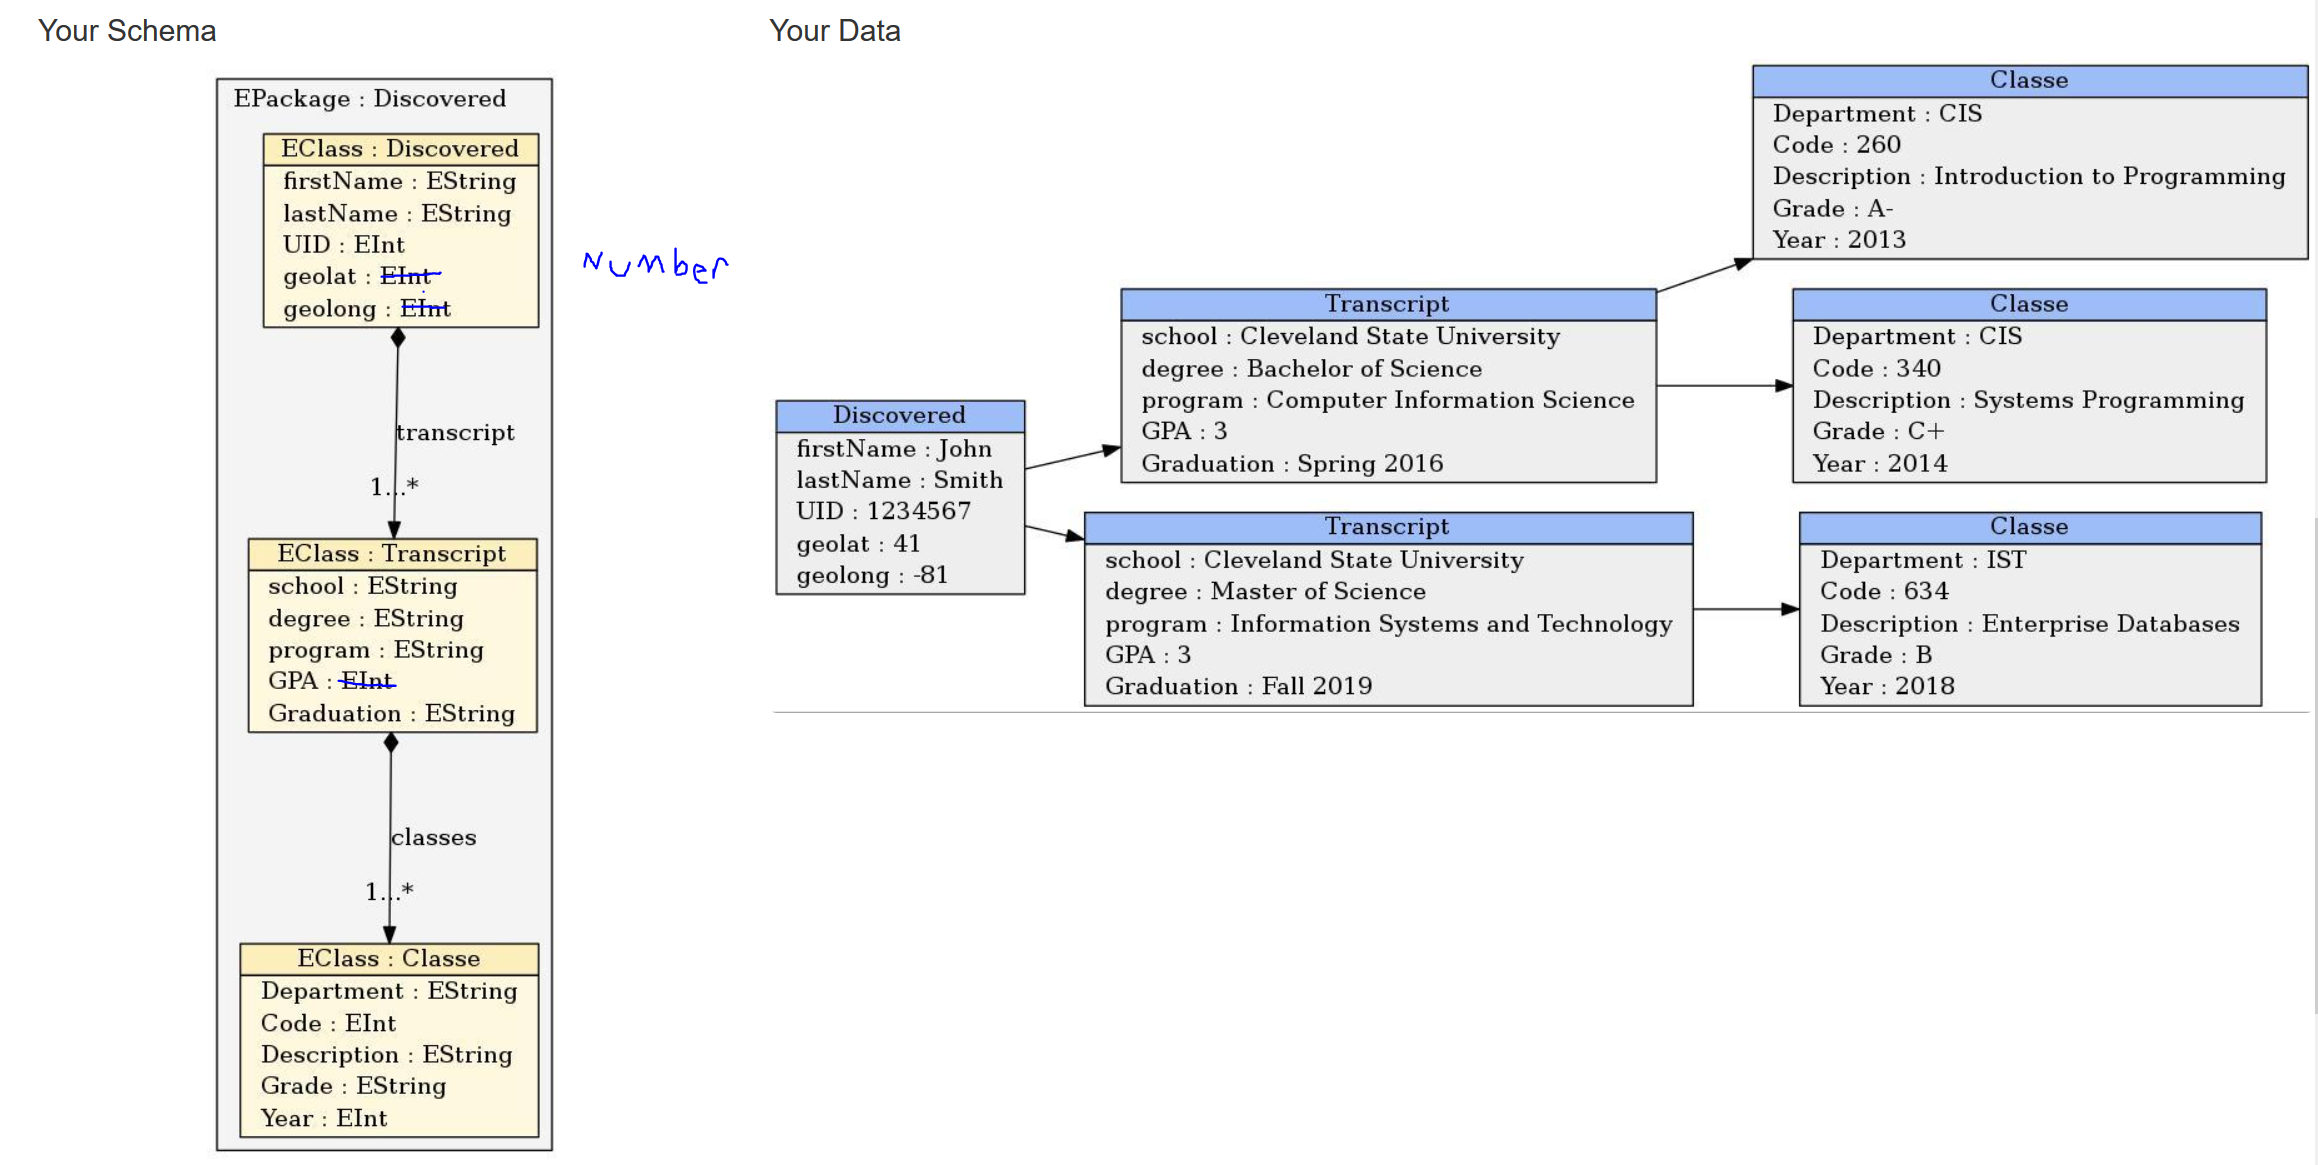 Your Schema
EPackage : Discovered
EClass : Discovered
firstName : EString
lastName : EString
UID : EInt
geolat : EInt
geolong : EInt
Number
transcript
1...*
EClass : Transcript
school : EString
degree : EString
program : EString
GPA : EInt
Graduation : EString
classes
1...*
EClass : Classe
Department : EString
Code : EInt
Description : EString
Grade : EString
Year : EInt
Your Data
Discovered
firstName : John
lastName : Smith
UID : 1234567
geolat : 41
geolong : -81
Transcript
school : Cleveland State University
degree : Bachelor of Science
program : Computer Information Science
GPA : 3
Graduation : Spring 2016
Transcript
school : Cleveland State University
degree : Master of Science
program : Information Systems and Technology
GPA : 3
Graduation : Fall 2019
Classe
Department : CIS
Code : 260
Description : Introduction to Programming
Grade : A-
Year : 2013
Classe
Department : CIS
Code : 340
Description : Systems Programming
Grade : C+
Year : 2014
Classe
Department : IST
Code : 634
Description : Enterprise Databases
Grade : B
Year : 2018